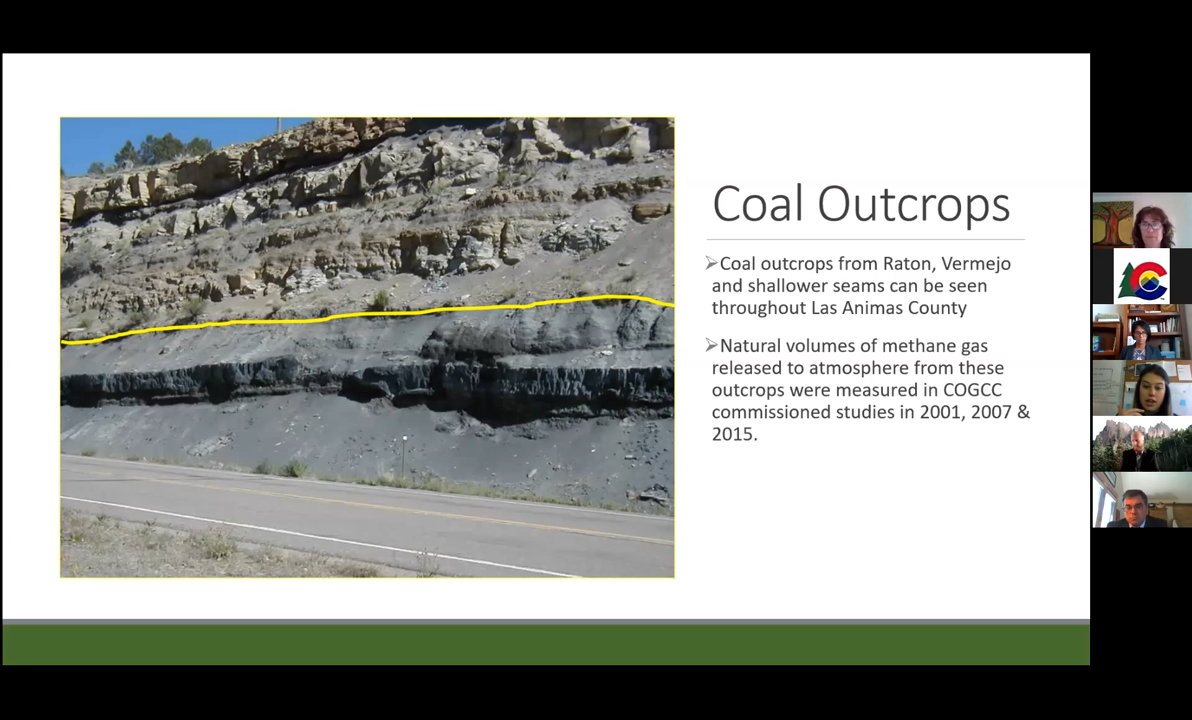 Coal Outcrops
➢Coal outcrops from Raton, Vermejo
and shallower seams can be seen
throughout Las Animas County
➢Natural volumes of methane gas
released to atmosphere from these
outcrops were measured in COGCC
commissioned studies in 2001, 2007 &
2015.